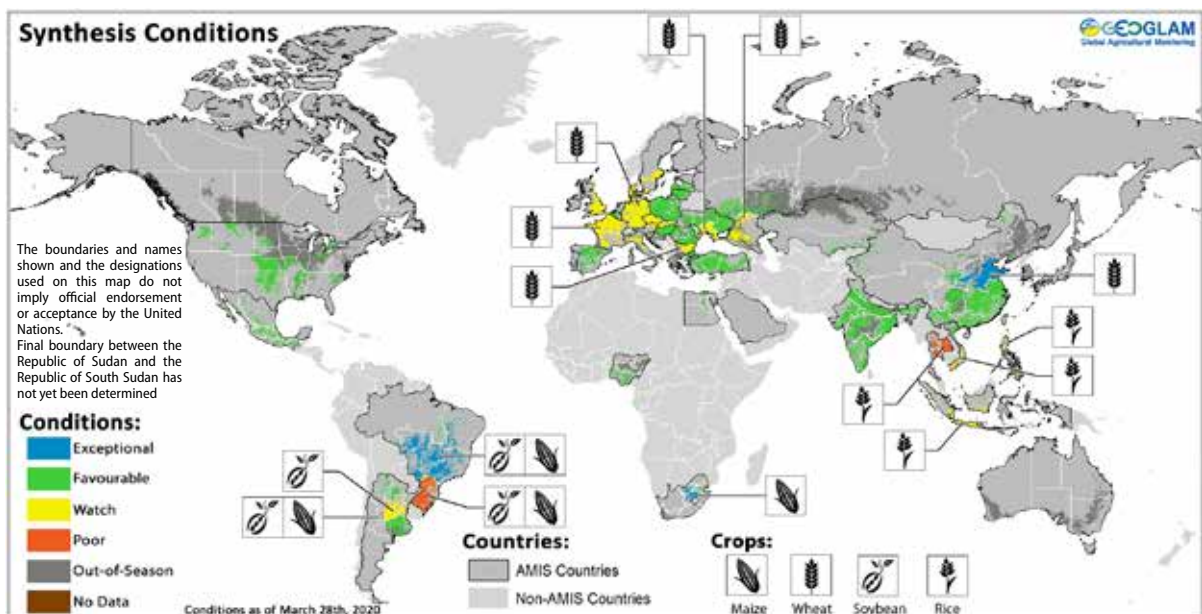 Synthesis Conditions
GEOGLAM
Global Agricultural Monitoring
The boundaries and names
shown and the designations
used on this map do not
imply official endorsement
or acceptance by the United
Nations.
Final boundary between the
Republic of Sudan and the
Republic of South Sudan has
not yet been determined
Conditions:
Exceptional
Favourable
Watch
Poor
Out-of-Season
No Data
Conditions as of March 28th, 2020
Countries:
AMIS Countries
Non-AMIS Countries
Crops:
Maize
Wheat
Soybean
Rice